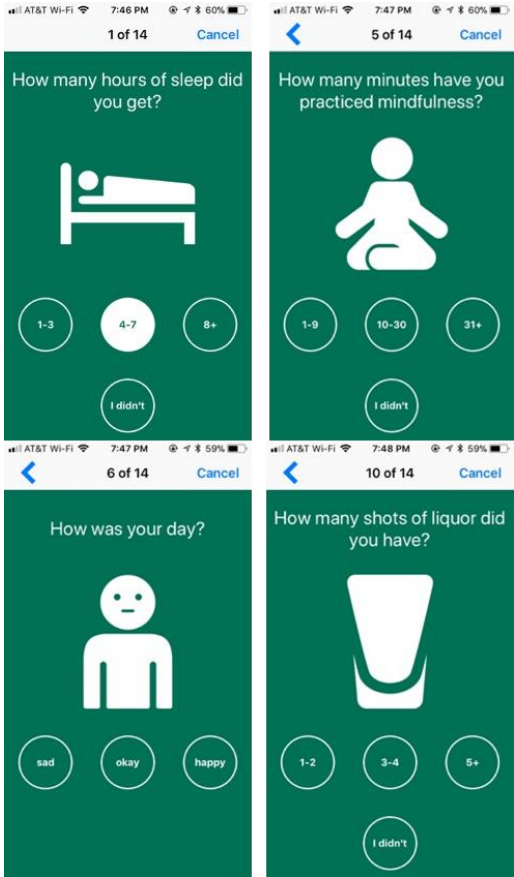 AT&T Wi-Fi 7:46 PM 60%
1 of 14 Cancel
How many hours of sleep did
you get?
1-3 4-7 8+
I didn't
AT&T Wi-Fi 7:47 PM 60%
5 of 14 Cancel
How many minutes have you
practiced mindfulness?
1-9 10-30 31+
I didn't
AT&T Wi-Fi 7:47 PM 59%
6 of 14 Cancel
How was your day?
sad okay happy
AT&T Wi-Fi 7:48 PM 59%
10 of 14 Cancel
How many shots of liquor did
you have?
1-2 3-4 5+
I didn't